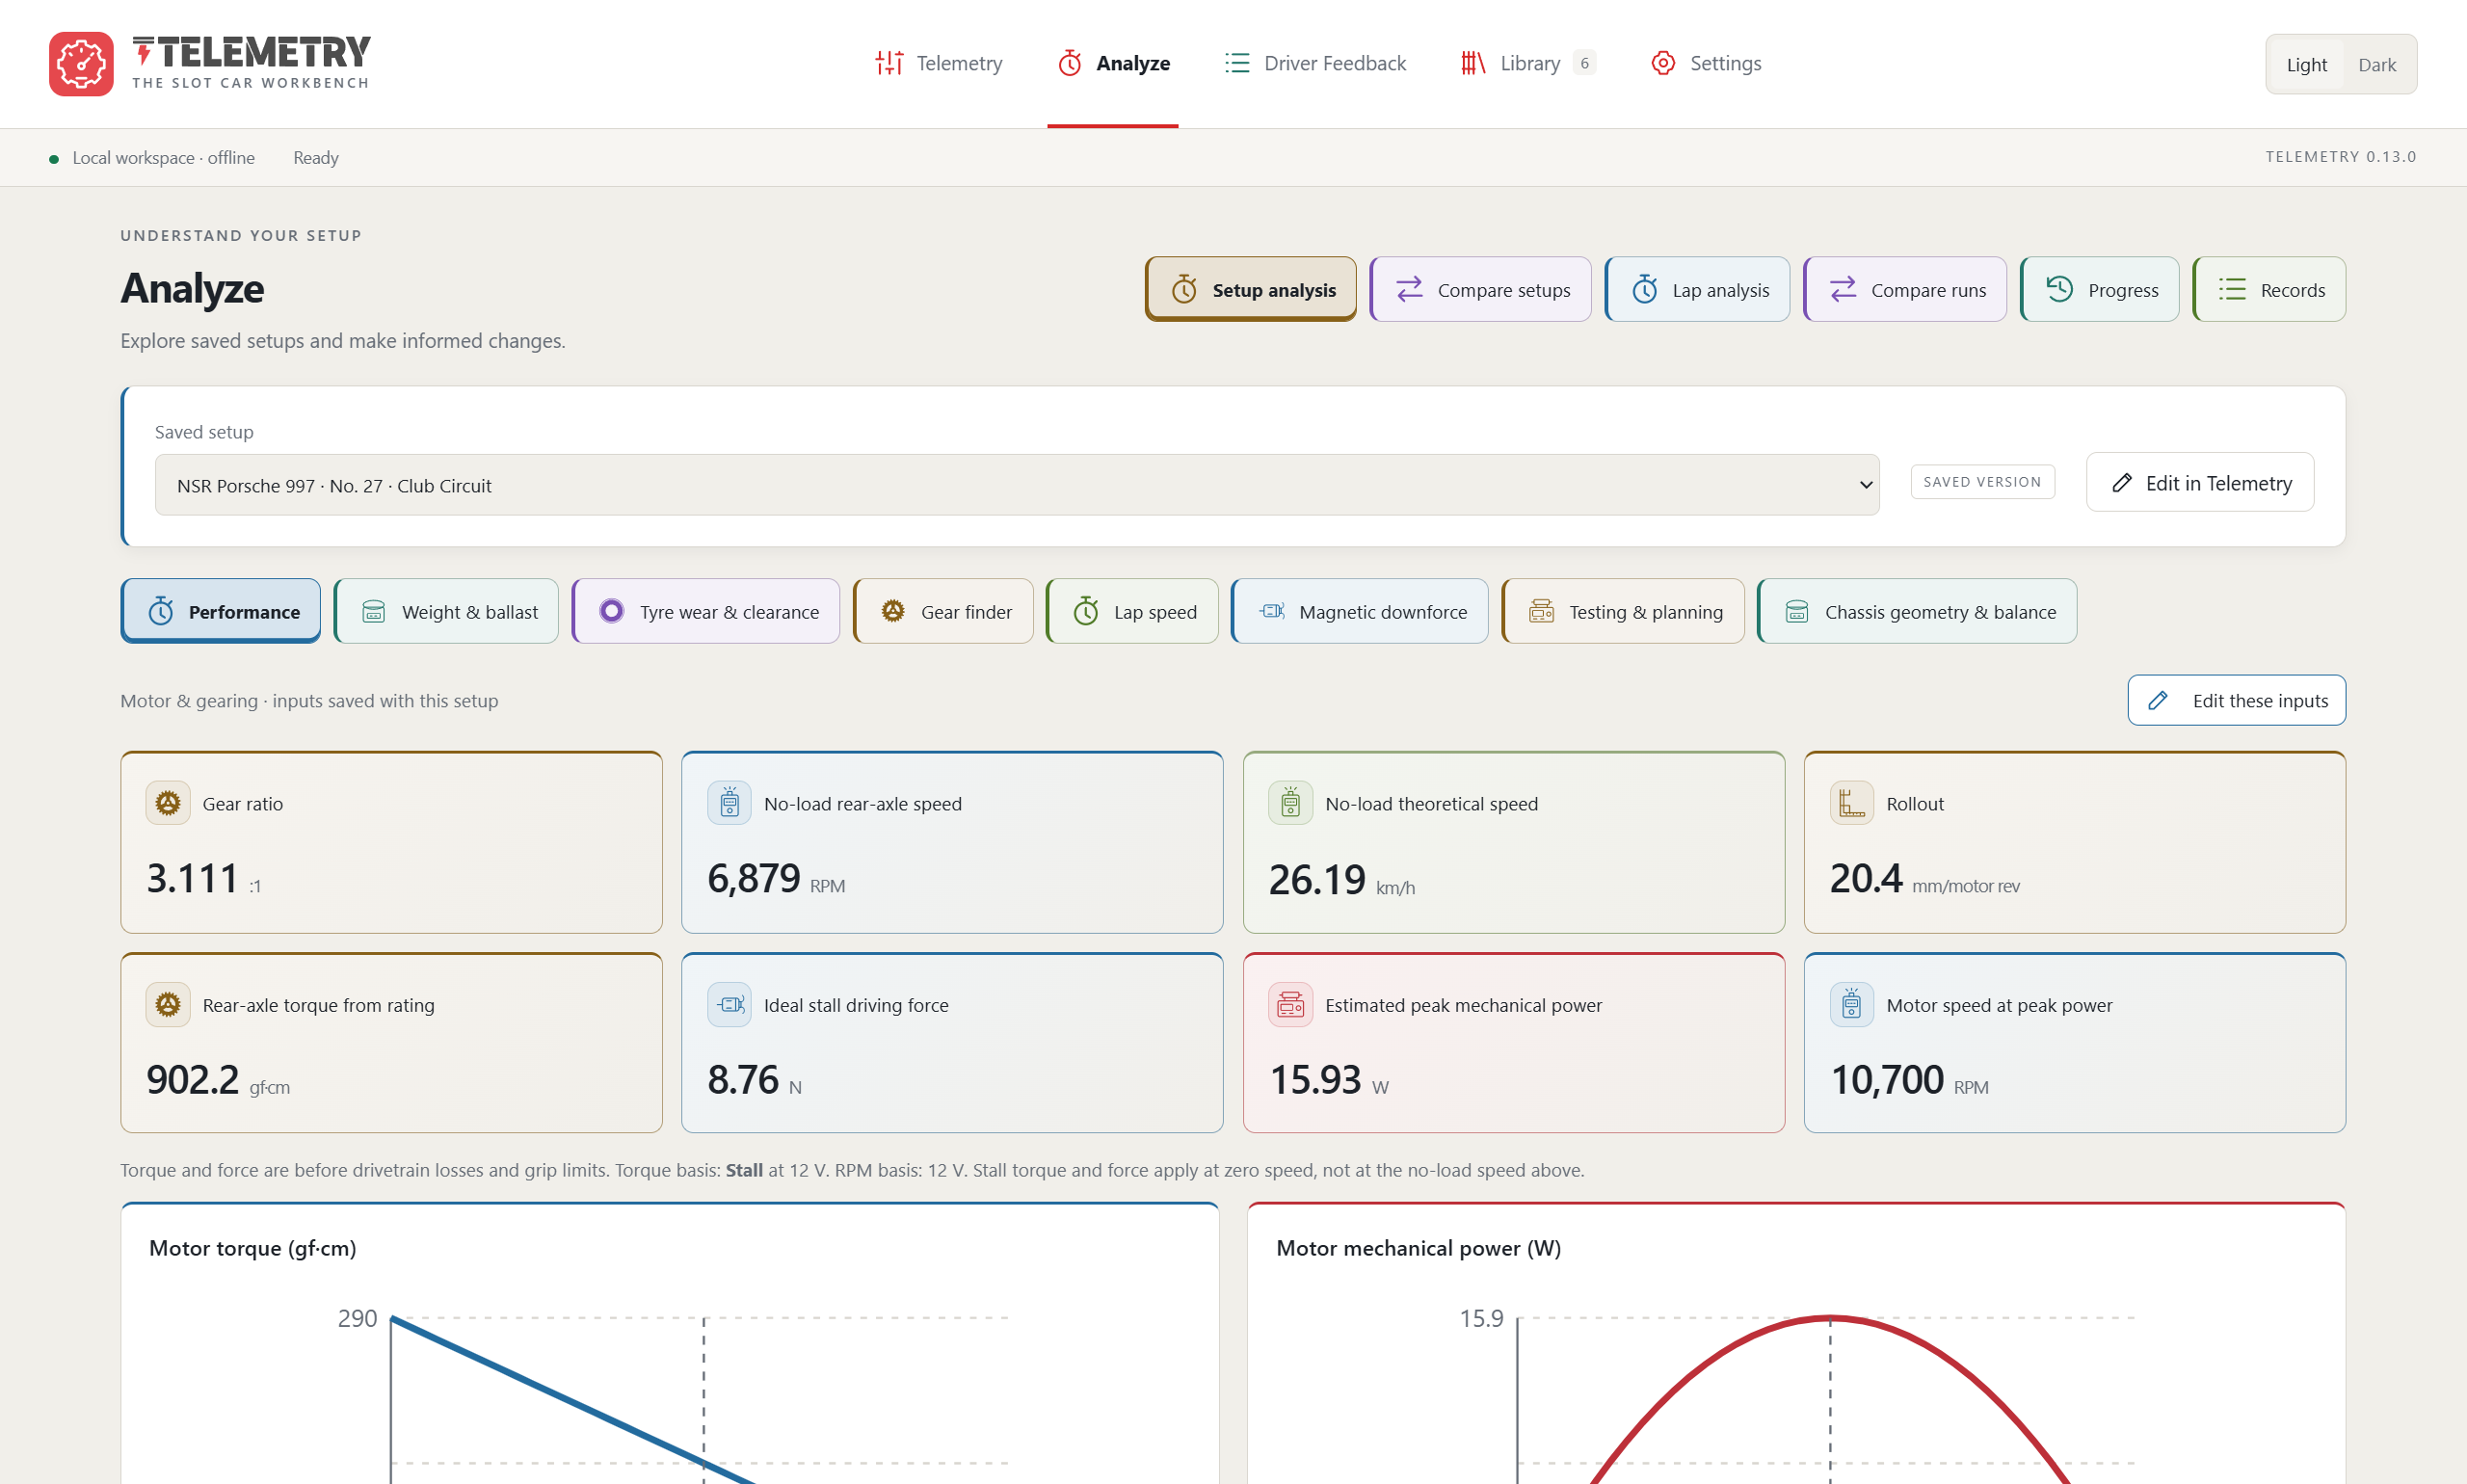 TELEMETRY
THE SLOT CAR WORKBENCH
Telemetry
Analyze
Driver Feedback
Library 6
Settings
Light Dark
Local workspace · offline Ready
TELEMETRY 0.13.0
UNDERSTAND YOUR SETUP
Analyze
Explore saved setups and make informed changes.
Setup analysis
Compare setups
Lap analysis
Compare runs
Progress
Records
Saved setup
NSR Porsche 997 · No. 27 · Club Circuit
SAVED VERSION
Edit in Telemetry
Performance
Weight & ballast
Tyre wear & clearance
Gear finder
Lap speed
Magnetic downforce
Testing & planning
Chassis geometry & balance
Motor & gearing · inputs saved with this setup
Edit these inputs
Gear ratio
3.111 :1
No-load rear-axle speed
6,879 RPM
No-load theoretical speed
26.19 km/h
Rollout
20.4 mm/motor rev
Rear-axle torque from rating
902.2 gf·cm
Ideal stall driving force
8.76 N
Estimated peak mechanical power
15.93 W
Motor speed at peak power
10,700 RPM
Torque and force are before drivetrain losses and grip limits. Torque basis: Stall at 12 V. RPM basis: 12 V. Stall torque and force apply at zero speed, not at the no-load speed above.
Motor torque (gf·cm)
290
Motor mechanical power (W)
15.9